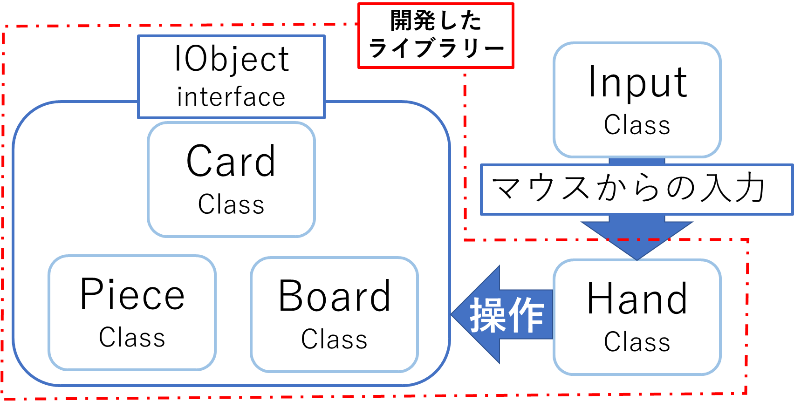 開発した
ライブラリー
IObject
interface
Card
Class
Piece
Class
Board
Class
Input
Class
マウスからの入力
Hand
Class
操作